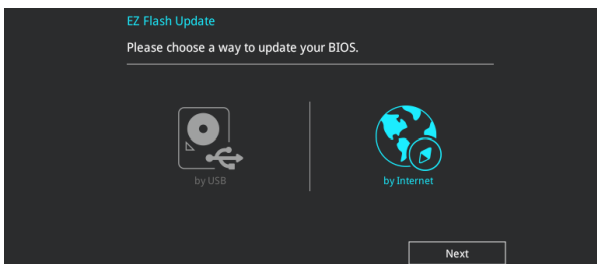 EZ Flash Update
Please choose a way to update your BIOS.
by USB
by Internet
Next